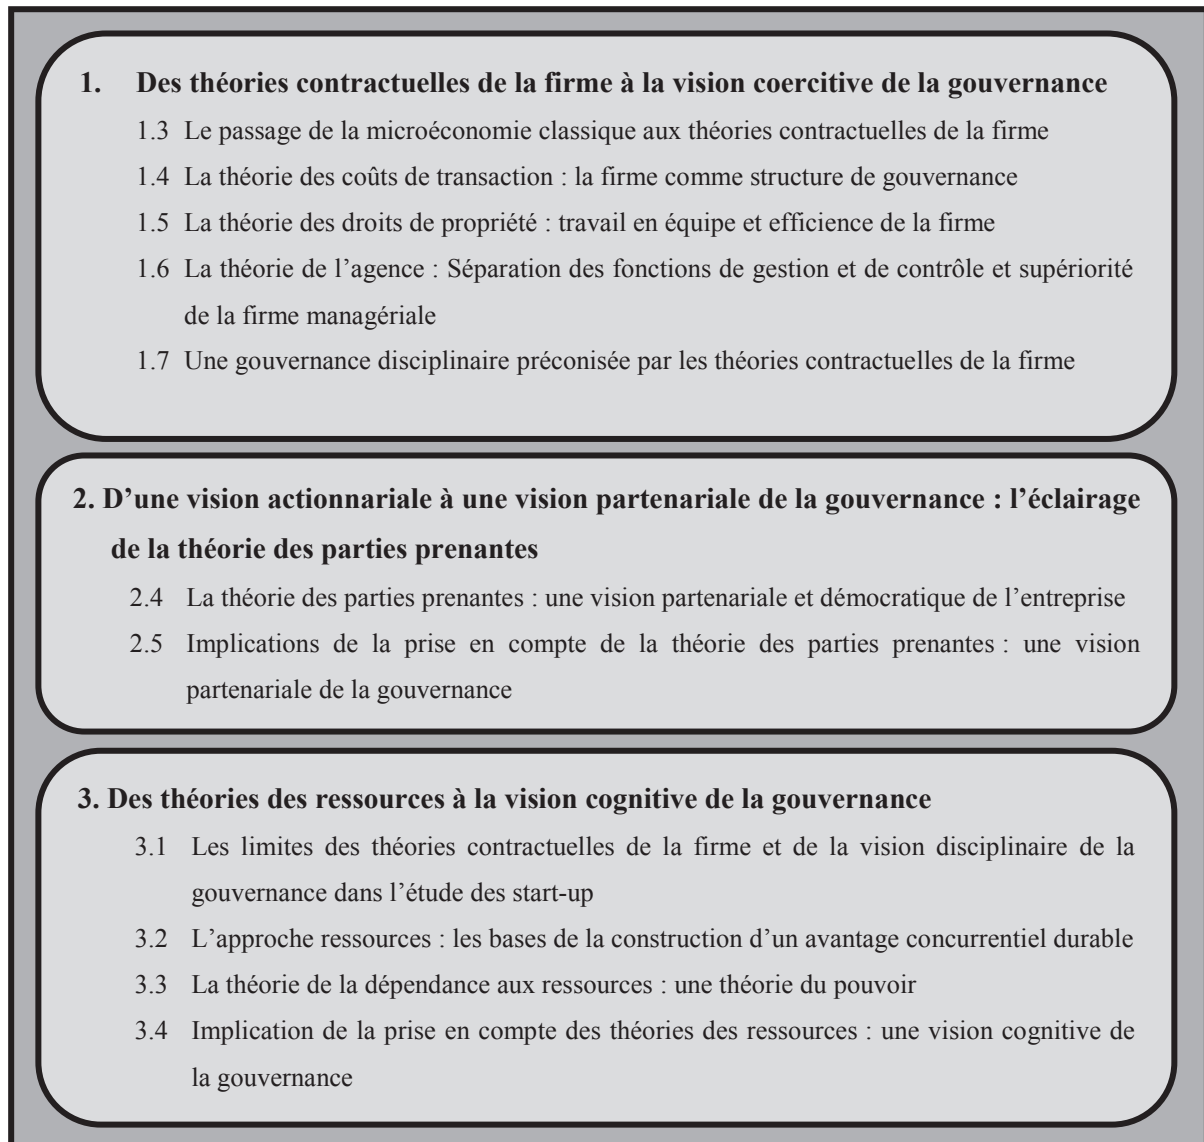 1. Des théories contractuelles de la firme à la vision coercitive de la gouvernance
1.3 Le passage de la microéconomie classique aux théories contractuelles de la firme
1.4 La théorie des coûts de transaction : la firme comme structure de gouvernance
1.5 La théorie des droits de propriété : travail en équipe et efficience de la firme
1.6 La théorie de l’agence : Séparation des fonctions de gestion et de contrôle et supériorité
de la firme managériale
1.7 Une gouvernance disciplinaire préconisée par les théories contractuelles de la firme
2. D’une vision actionnariale à une vision partenariale de la gouvernance : l’éclairage
de la théorie des parties prenantes
2.4 La théorie des parties prenantes : une vision partenariale et démocratique de l’entreprise
2.5 Implications de la prise en compte de la théorie des parties prenantes : une vision
partenariale de la gouvernance
3. Des théories des ressources à la vision cognitive de la gouvernance
3.1 Les limites des théories contractuelles de la firme et de la vision disciplinaire de la
gouvernance dans l’étude des start-up
3.2 L’approche ressources : les bases de la construction d’un avantage concurrentiel durable
3.3 La théorie de la dépendance aux ressources : une théorie du pouvoir
3.4 Implication de la prise en compte des théories des ressources : une vision cognitive de
la gouvernance